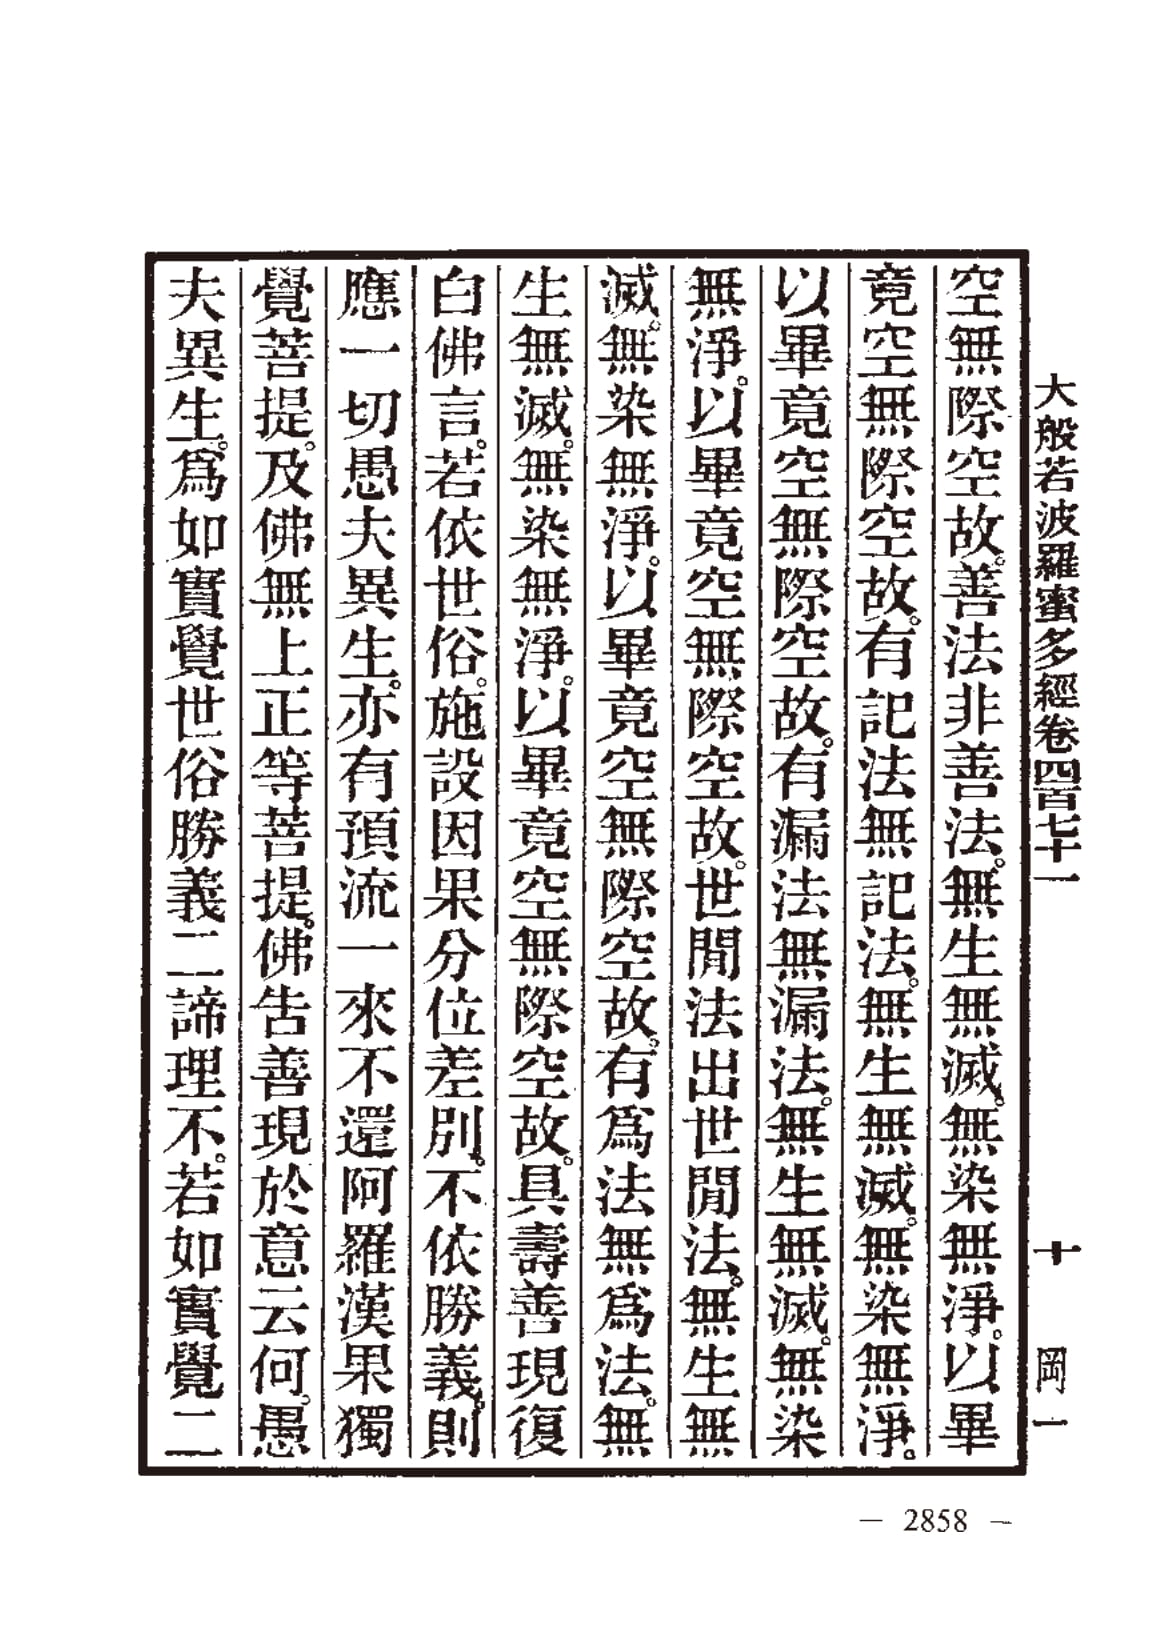 大般若波羅蜜多經卷四百七十一 十 岡一
空無際空故。善法非善法。無生無滅。無染無淨。以畢
竟空無際空故。有記法無記法。無生無滅。無染無淨。
以畢竟空無際空故。有漏法無漏法。無生無滅。無染
無淨。以畢竟空無際空故。世閒法出世閒法。無生無
滅。無染無淨。以畢竟空無際空故。有爲法無爲法。無
生無滅。無染無淨。以畢竟空無際空故。具壽善現復
白佛言。若依世俗。施設因果分位差別。不依勝義。則
應一切愚夫異生。亦有預流一來不還阿羅漢果獨
覺菩提。及佛無上正等菩提。佛告善現於意云何。愚
夫異生。爲如實覺世俗勝義二諦理不。若如實覺二
— 2858 —